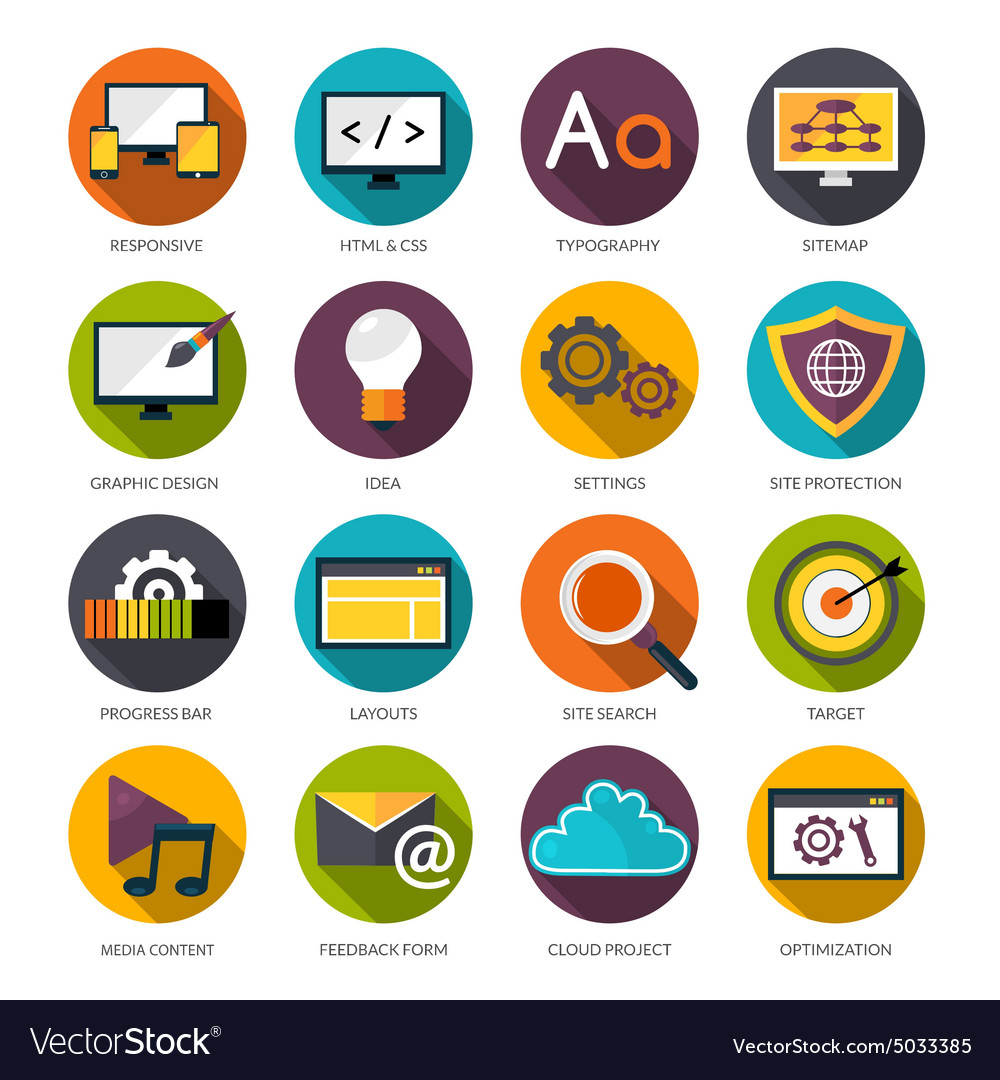 </>
Aa
RESPONSIVE
HTML & CSS
TYPOGRAPHY
SITEMAP
GRAPHIC DESIGN
IDEA
SETTINGS
SITE PROTECTION
PROGRESS BAR
LAYOUTS
SITE SEARCH
TARGET
@
MEDIA CONTENT
FEEDBACK FORM
CLOUD PROJECT
OPTIMIZATION
VectorStock®
VectorStock.com/5033385